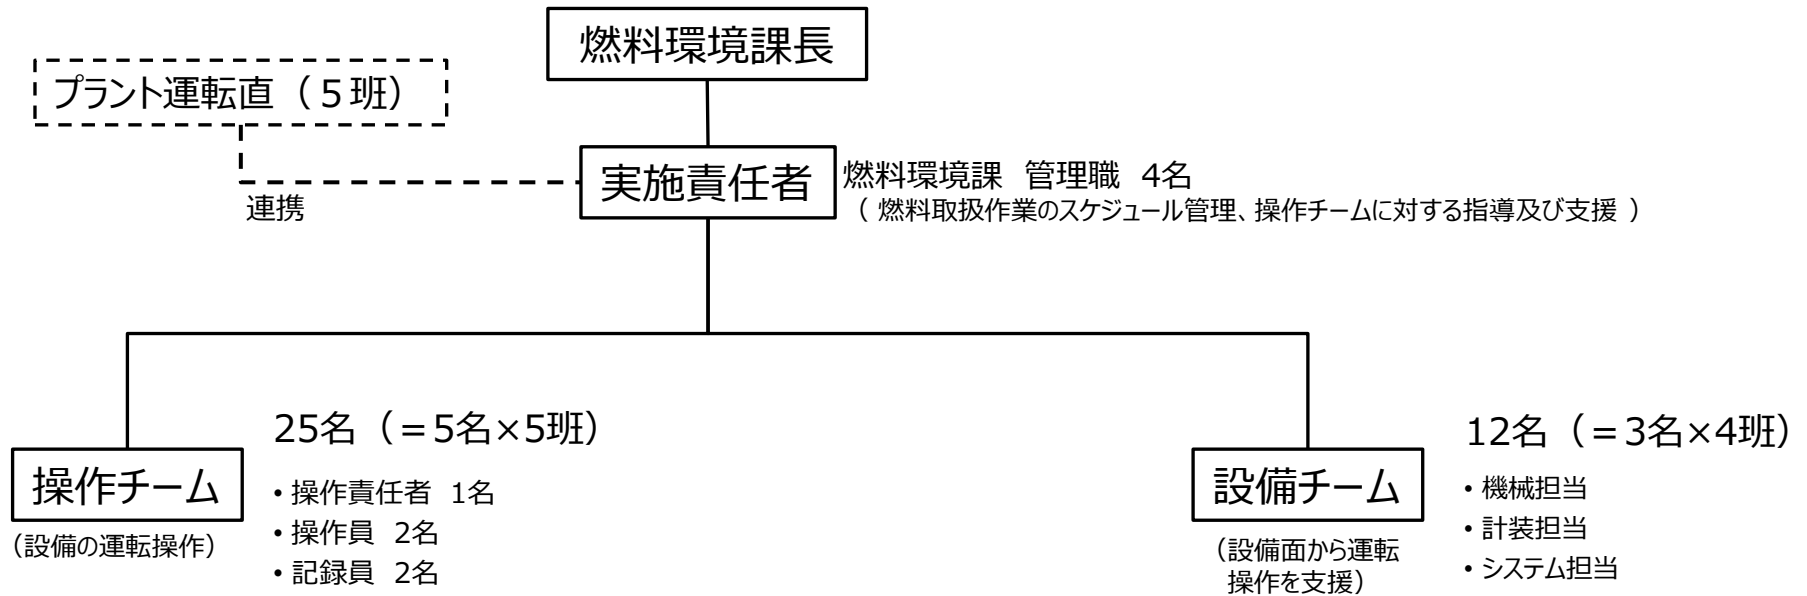 燃料環境課長
プラント運転直（５班）
実施責任者
燃料環境課　管理職　4名
（ 燃料取扱作業のスケジュール管理、操作チームに対する指導及び支援 ）
連携
25名（＝5名×5班）
操作チーム
（設備の運転操作）
・操作責任者　1名
・操作員　2名
・記録員　2名
12名（＝3名×4班）
設備チーム
（設備面から運転
操作を支援）
・機械担当
・計装担当
・システム担当